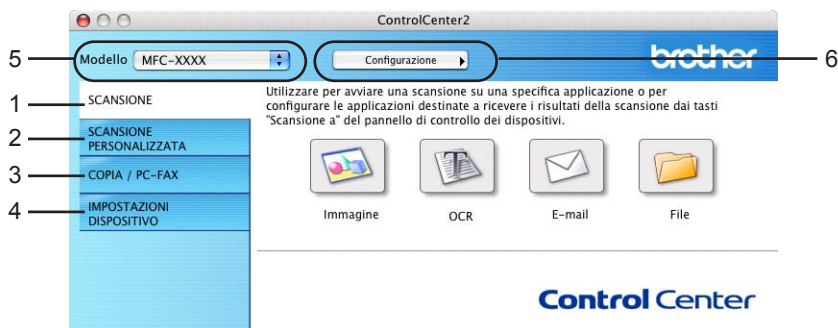 ControlCenter2
5
Modello MFC-XXXX
Configurazione
6
brother
1
SCANSIONE
2
SCANSIONE
PERSONALIZZATA
3
COPIA / PC-FAX
4
IMPOSTAZIONI
DISPOSITIVO
Utilizzare per avviare una scansione su una specifica applicazione o per
configurare le applicazioni destinate a ricevere i risultati della scansione dai tasti
"Scansione a" del pannello di controllo dei dispositivi.
Immagine
OCR
E-mail
File
Control Center